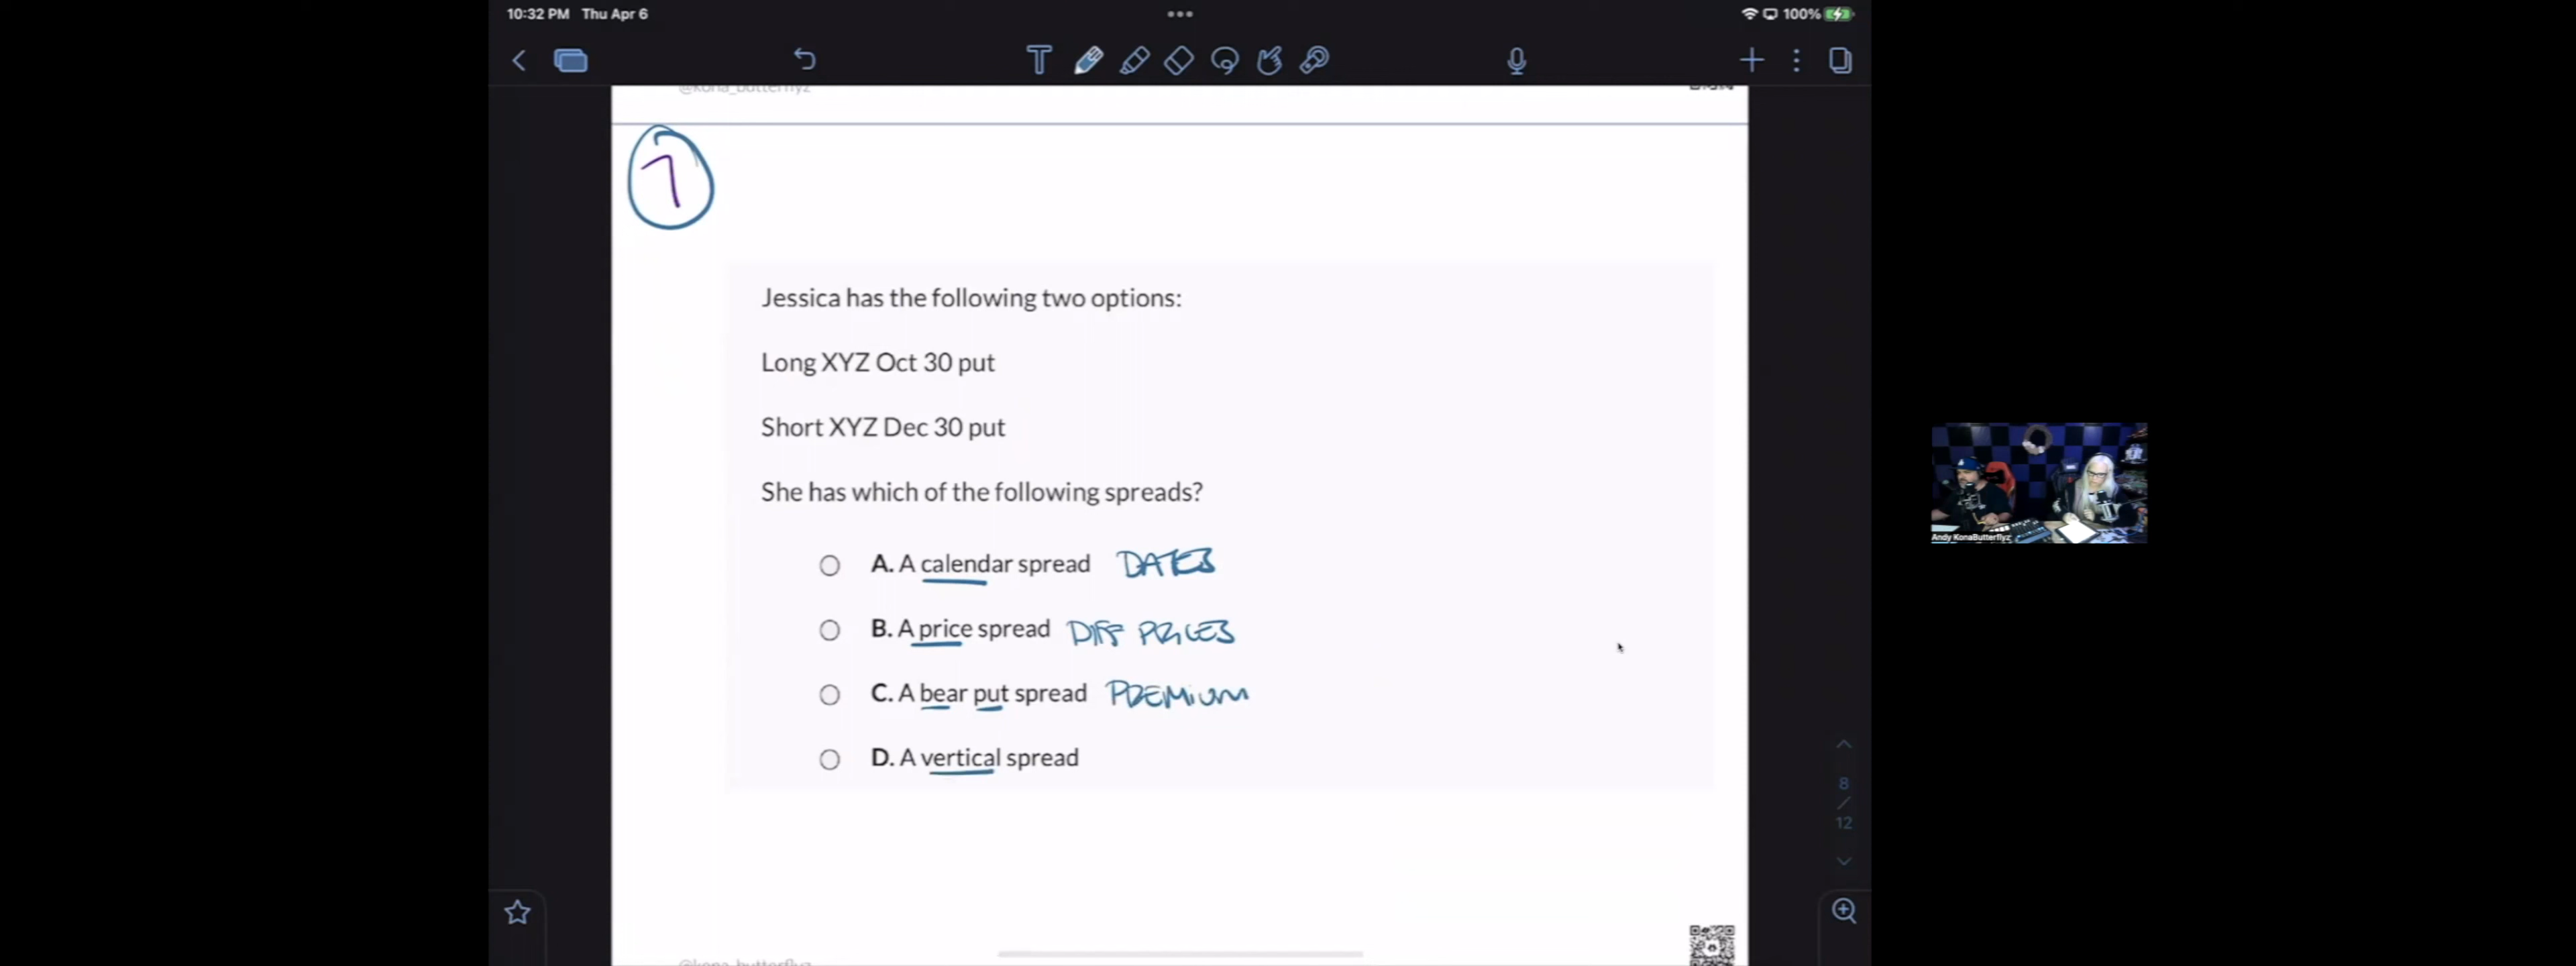 10:32 PM Thu Apr 6
100%
@kona_butterflyz
7
Jessica has the following two options:
Long XYZ Oct 30 put
Short XYZ Dec 30 put
She has which of the following spreads?
A. A calendar spread DATES
B. A price spread DIFF PRICES
C. A bear put spread PREMIUM
D. A vertical spread
Andy KonaButterflyz
8
/
12
@kona_butterflyz